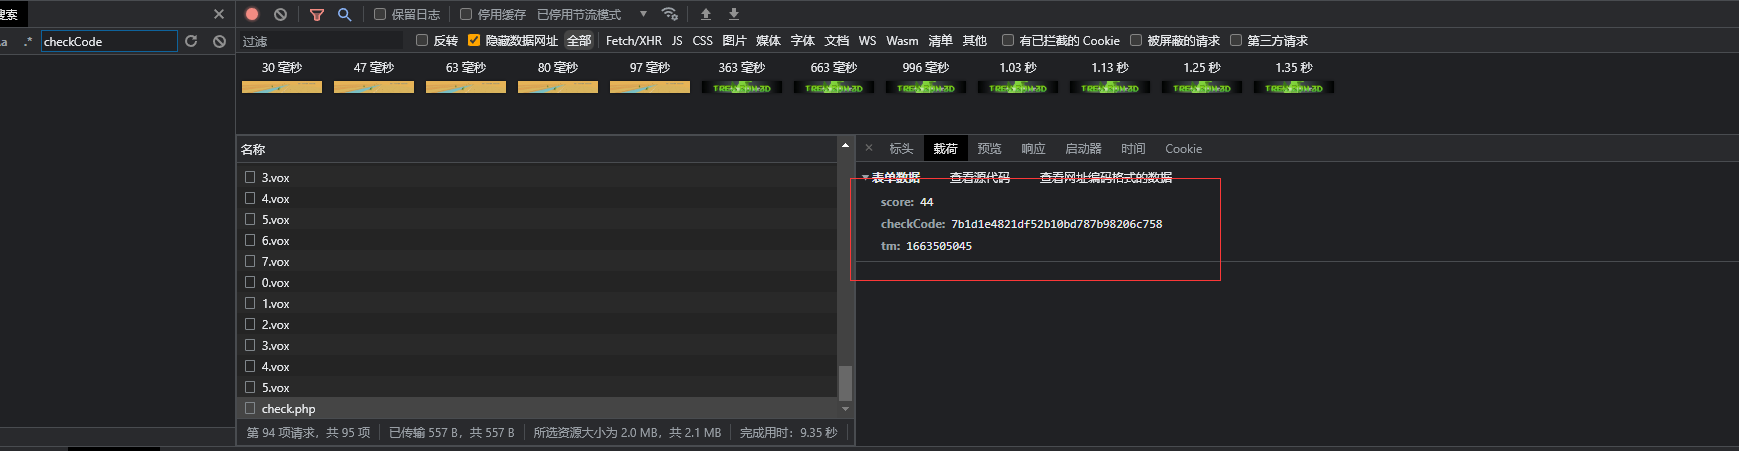 搜索
Aa .* checkCode
保留日志 停用缓存 已停用节流模式
过滤 反转 隐藏数据网址 全部 Fetch/XHR JS CSS 图片 媒体 字体 文档 WS Wasm 清单 其他 有已拦截的 Cookie 被屏蔽的请求 第三方请求
30 毫秒 47 毫秒 63 毫秒 80 毫秒 97 毫秒 363 毫秒 663 毫秒 996 毫秒 1.03 秒 1.13 秒 1.25 秒 1.35 秒
名称
3.vox
4.vox
5.vox
6.vox
7.vox
0.vox
1.vox
2.vox
3.vox
4.vox
5.vox
check.php
第 94 项请求，共 95 项 已传输 557 B，共 557 B 所选资源大小为 2.0 MB，共 2.1 MB 完成用时：9.35 秒
标头 载荷 预览 响应 启动器 时间 Cookie
表单数据 查看源代码 查看网址编码格式的数据
score: 44
checkCode: 7b1d1e4821df52b10bd787b98206c758
tm: 1663505045